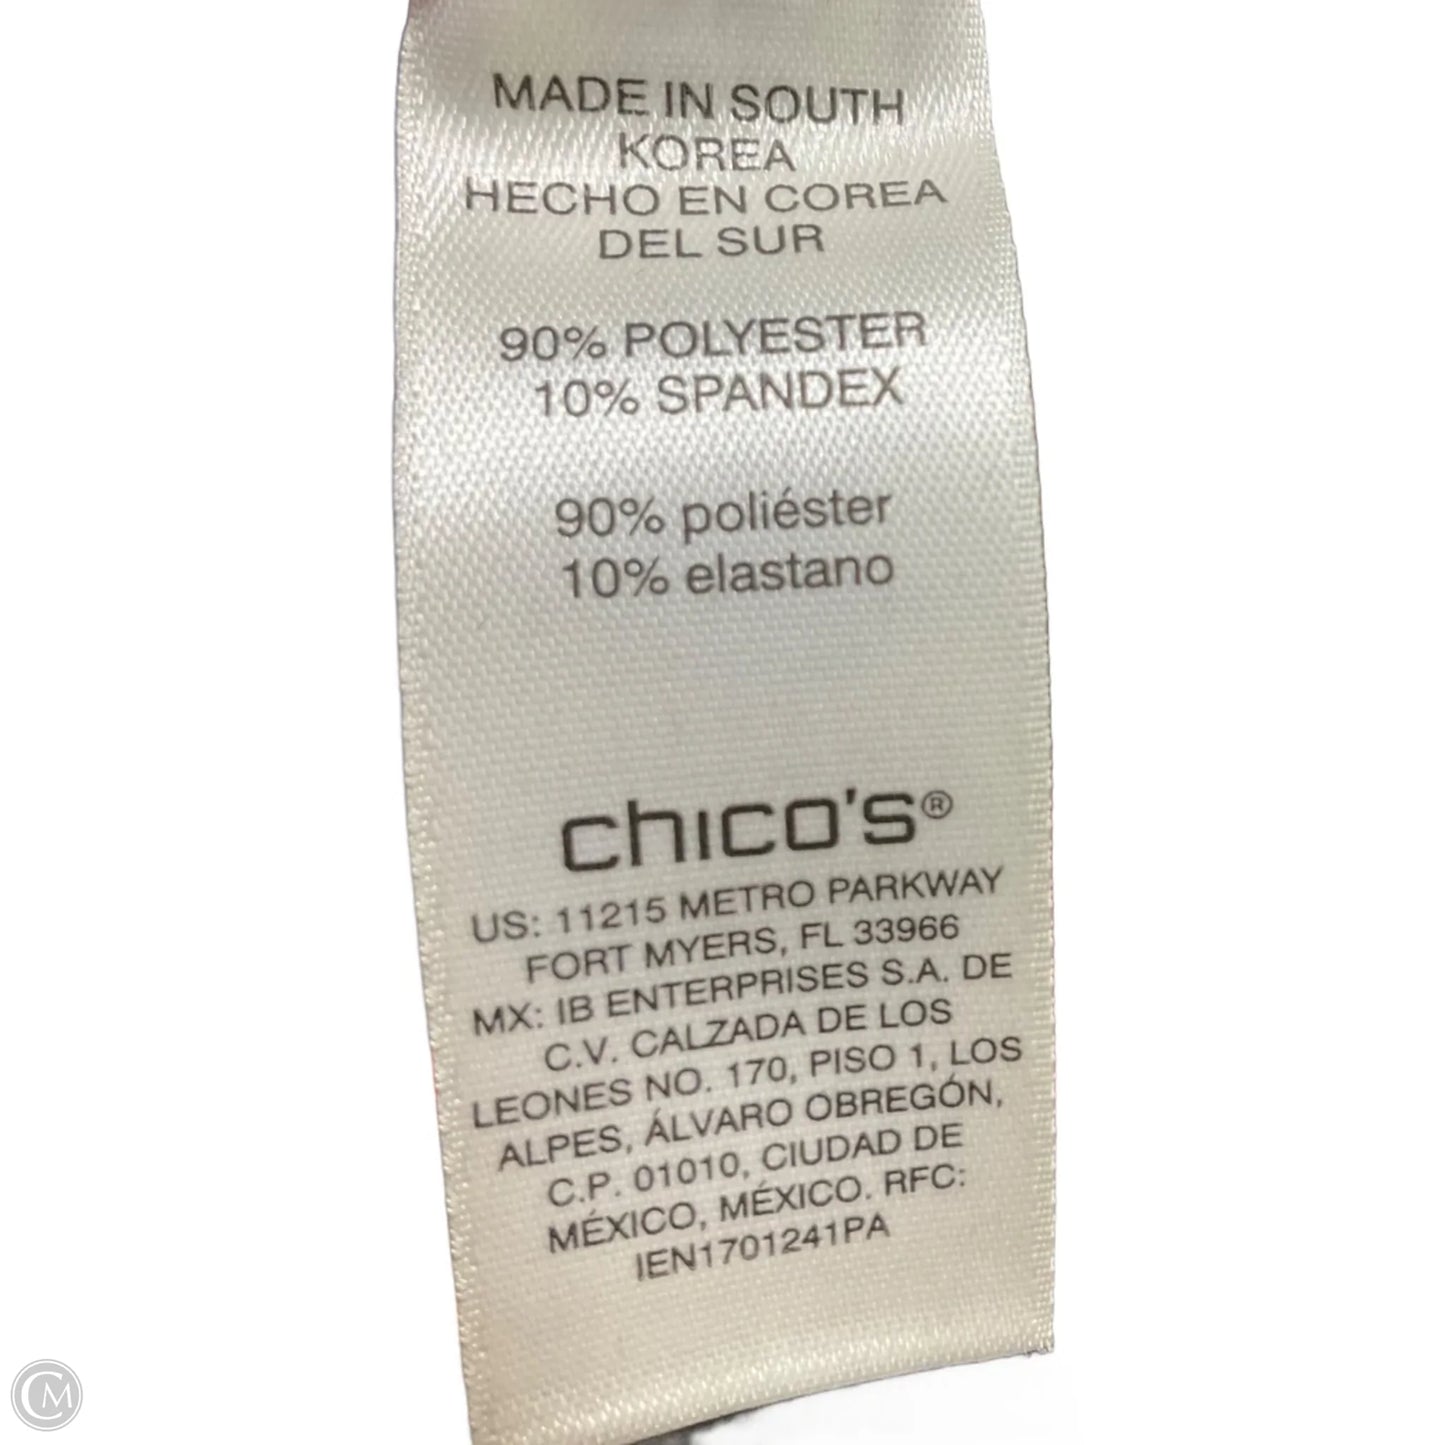 MADE IN SOUTH
KOREA
HECHO EN COREA
DEL SUR
90% POLYESTER
10% SPANDEX
90% poliéster
10% elastano
chico's®
US: 11215 METRO PARKWAY
FORT MYERS, FL 33966
MX: IB ENTERPRISES S.A. DE
C.V. CALZADA DE LOS
LEONES NO. 170, PISO 1, LOS
ALPES, ÁLVARO OBREGÓN,
C.P. 01010, CIUDAD DE
MÉXICO, MÉXICO. RFC:
IEN1701241PA
CM